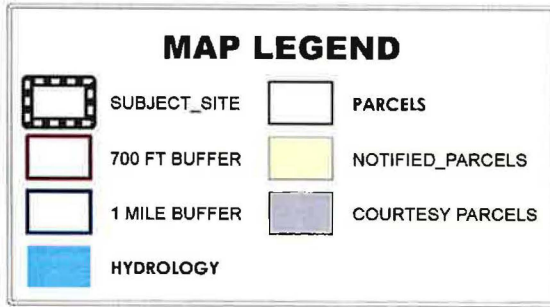 MAP LEGEND
SUBJECT_SITE
700 FT BUFFER
1 MILE BUFFER
HYDROLOGY
PARCELS
NOTIFIED_PARCELS
COURTESY PARCELS